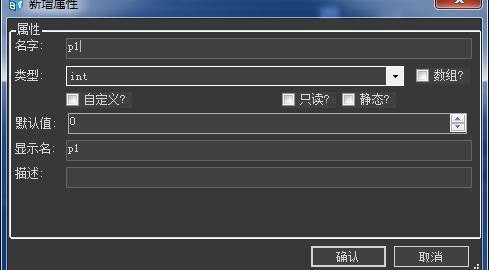 新增属性
属性
名字: p1
类型: int 数组?
自定义? 只读? 静态?
默认值: 0
显示名: p1
描述:
确认 取消